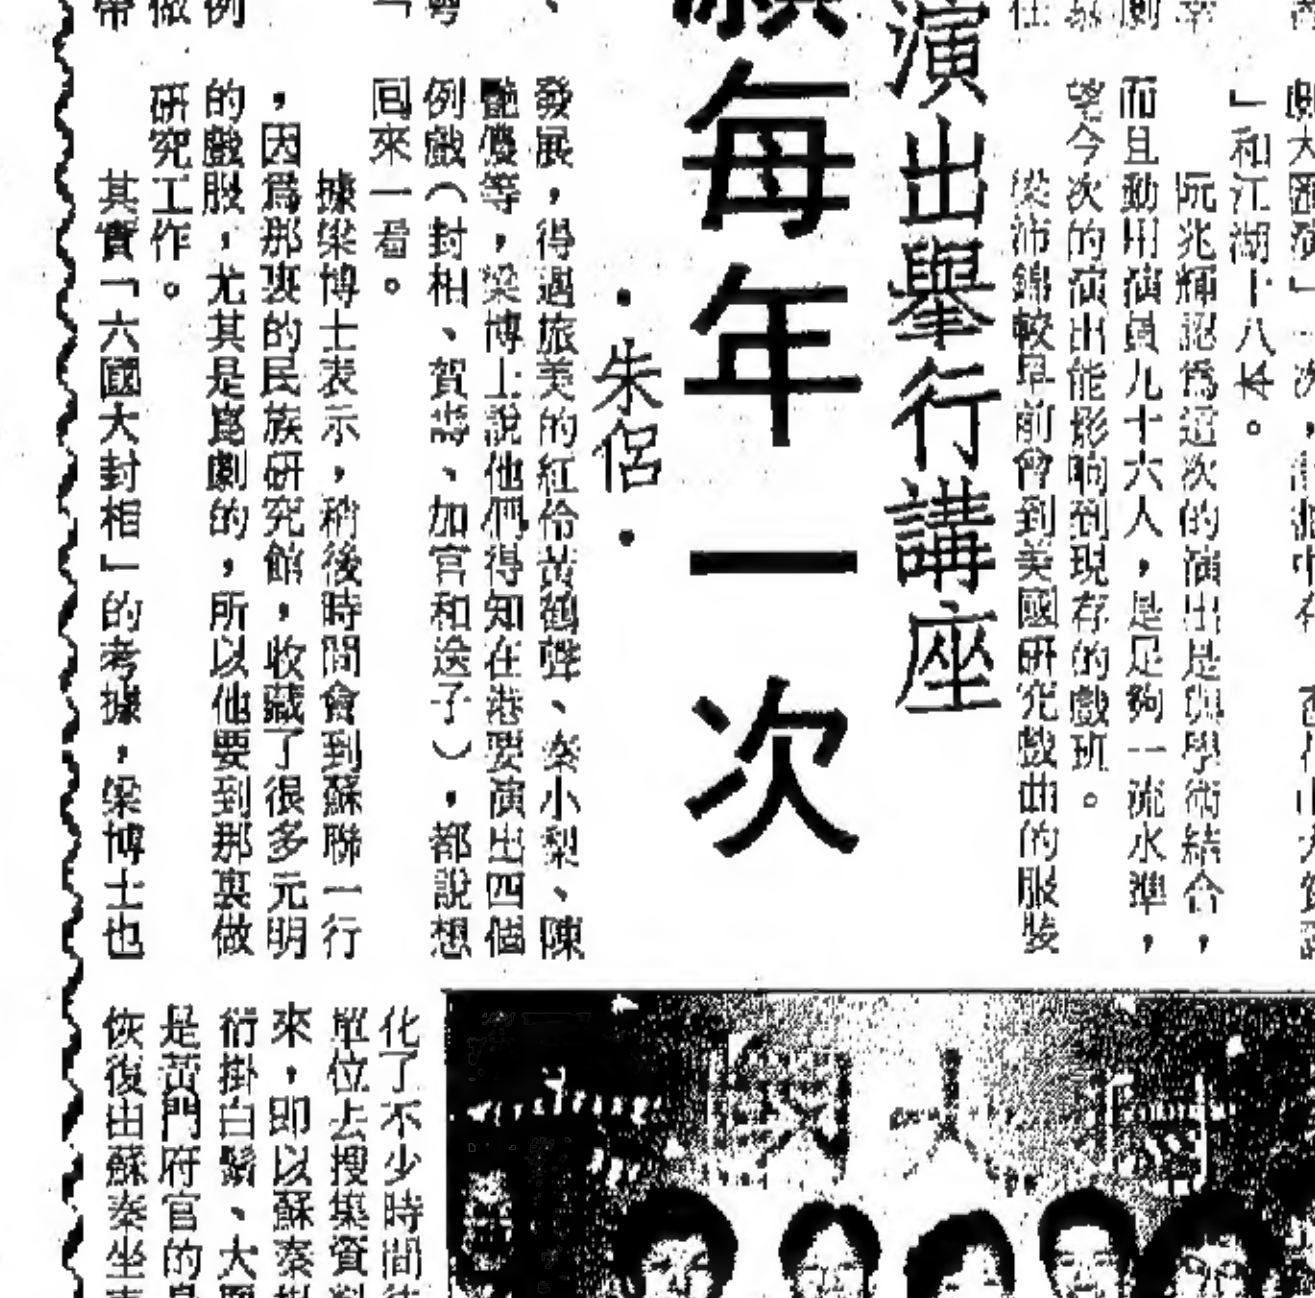 」和江湖十八本。
阮兆輝認爲這次的演出是與學術結合，
而且動用演員九十六人，是足夠一流水準，
望今次的演出能影响到現存的戲班。
梁沛錦較早前曾到美國研究戲曲的服裝
演出舉行講座
願每年一次
·朱侶·
發展，得遇旅美的紅伶黃鶴聲、秦小梨、陳
艷儂等，梁博士說他們得知在港要演出四個
例戲（封相、賀壽、加官和送子），都說想
回來一看。
據梁博士表示，稍後時間會到蘇聯一行
，因爲那裏的民族研究館，收藏了很多元明
的戲服，尤其是崑劇的，所以他要到那裏做
研究工作。
其實「六國大封相」的考據，梁博士也
化了不少時間
單位去搜集資料
來，即以蘇秦掛
衍掛白鬚、大
是黃門府官的身
恢復由蘇秦坐